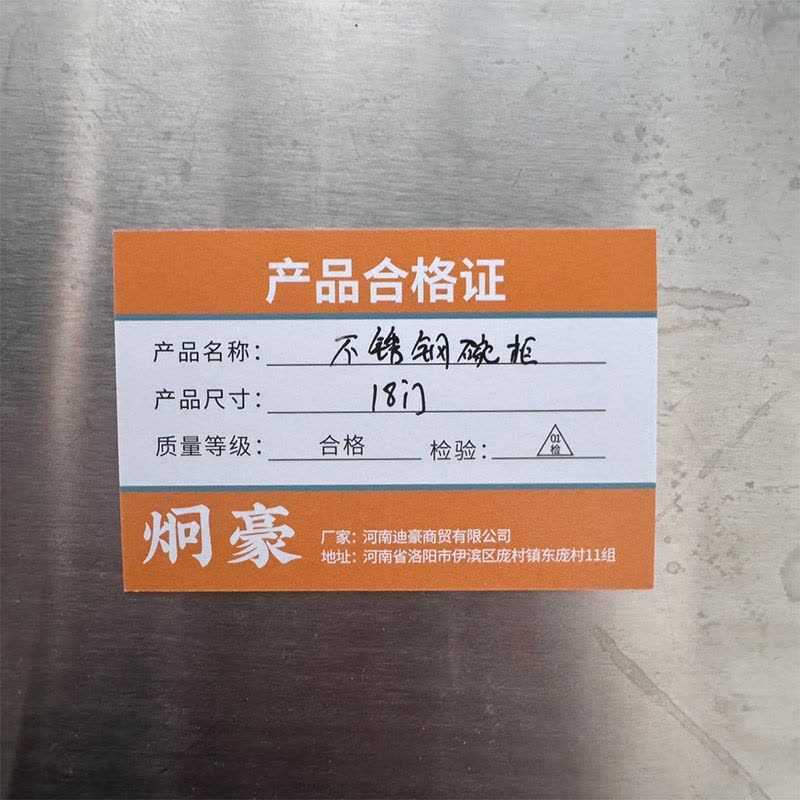 产品合格证
产品名称：不锈钢碗柜
产品尺寸：18门
质量等级：合格 检验：01检
炯豪
厂家：河南迪豪商贸有限公司
地址：河南省洛阳市伊滨区庞村镇东庞村11组